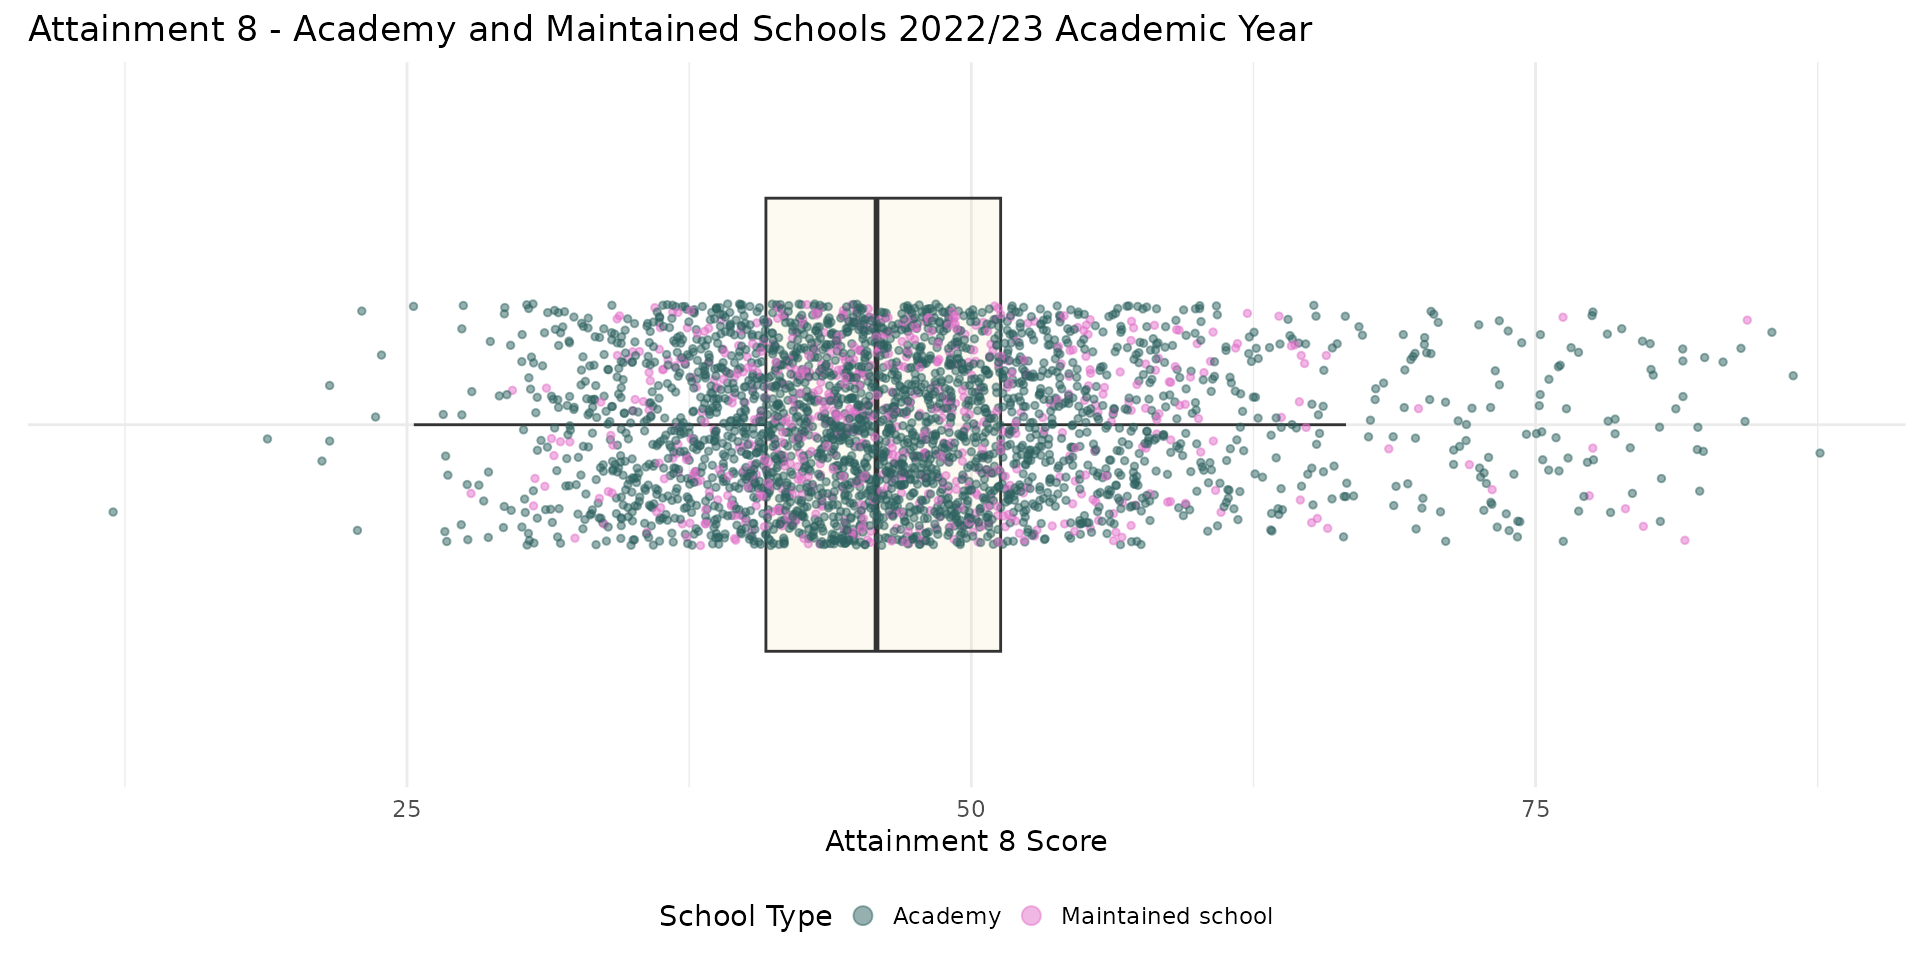 Attainment 8 - Academy and Maintained Schools 2022/23 Academic Year
25 50 75
Attainment 8 Score
School Type Academy Maintained school